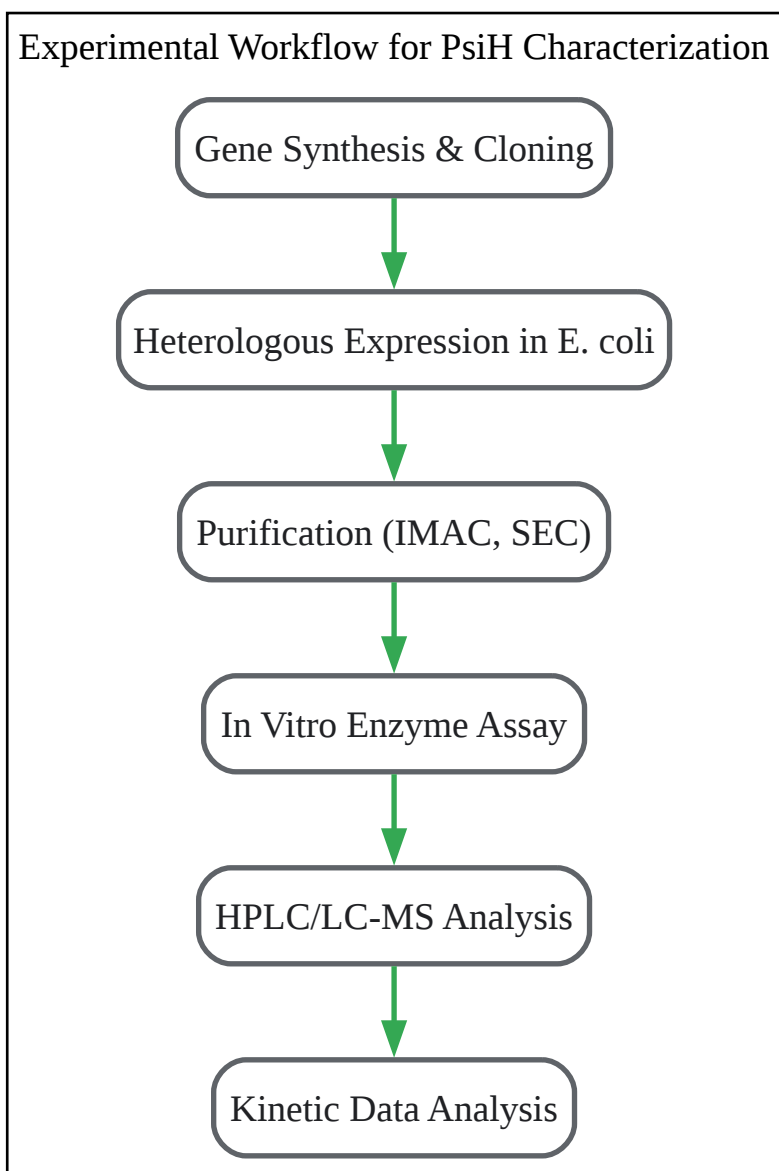 Experimental Workflow for PsiH Characterization
Gene Synthesis & Cloning
Heterologous Expression in E. coli
Purification (IMAC, SEC)
In Vitro Enzyme Assay
HPLC/LC-MS Analysis
Kinetic Data Analysis